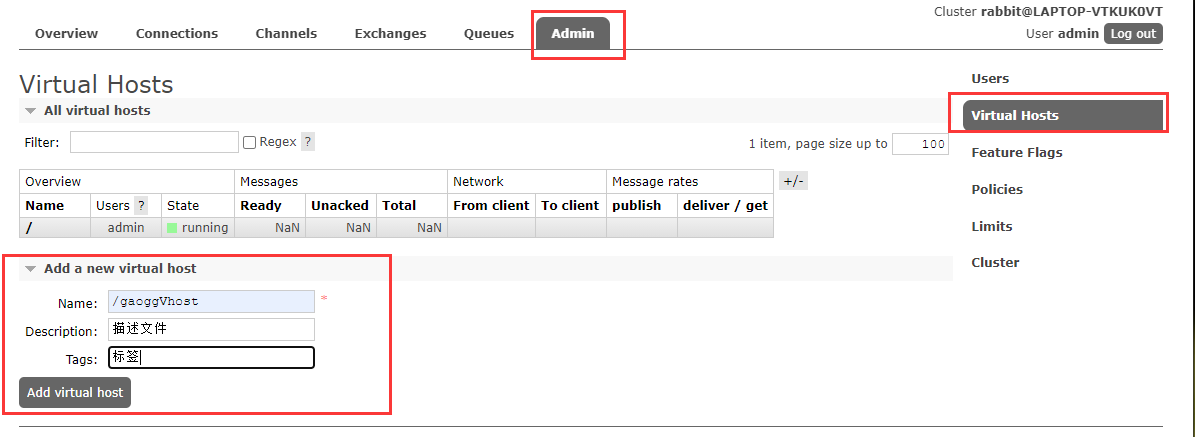 Cluster rabbit@LAPTOP-VTKUK0VT
Overview Connections Channels Exchanges Queues Admin User admin Log out
Virtual Hosts
Users
All virtual hosts
Virtual Hosts
Filter: Regex ? 1 item, page size up to 100
Feature Flags
Overview Messages Network Message rates +/-
Policies
Name Users ? State Ready Unacked Total From client To client publish deliver / get
/ admin running NaN NaN NaN
Limits
Add a new virtual host
Cluster
Name: /gaoggVhost *
Description: 描述文件
Tags: 标签
Add virtual host